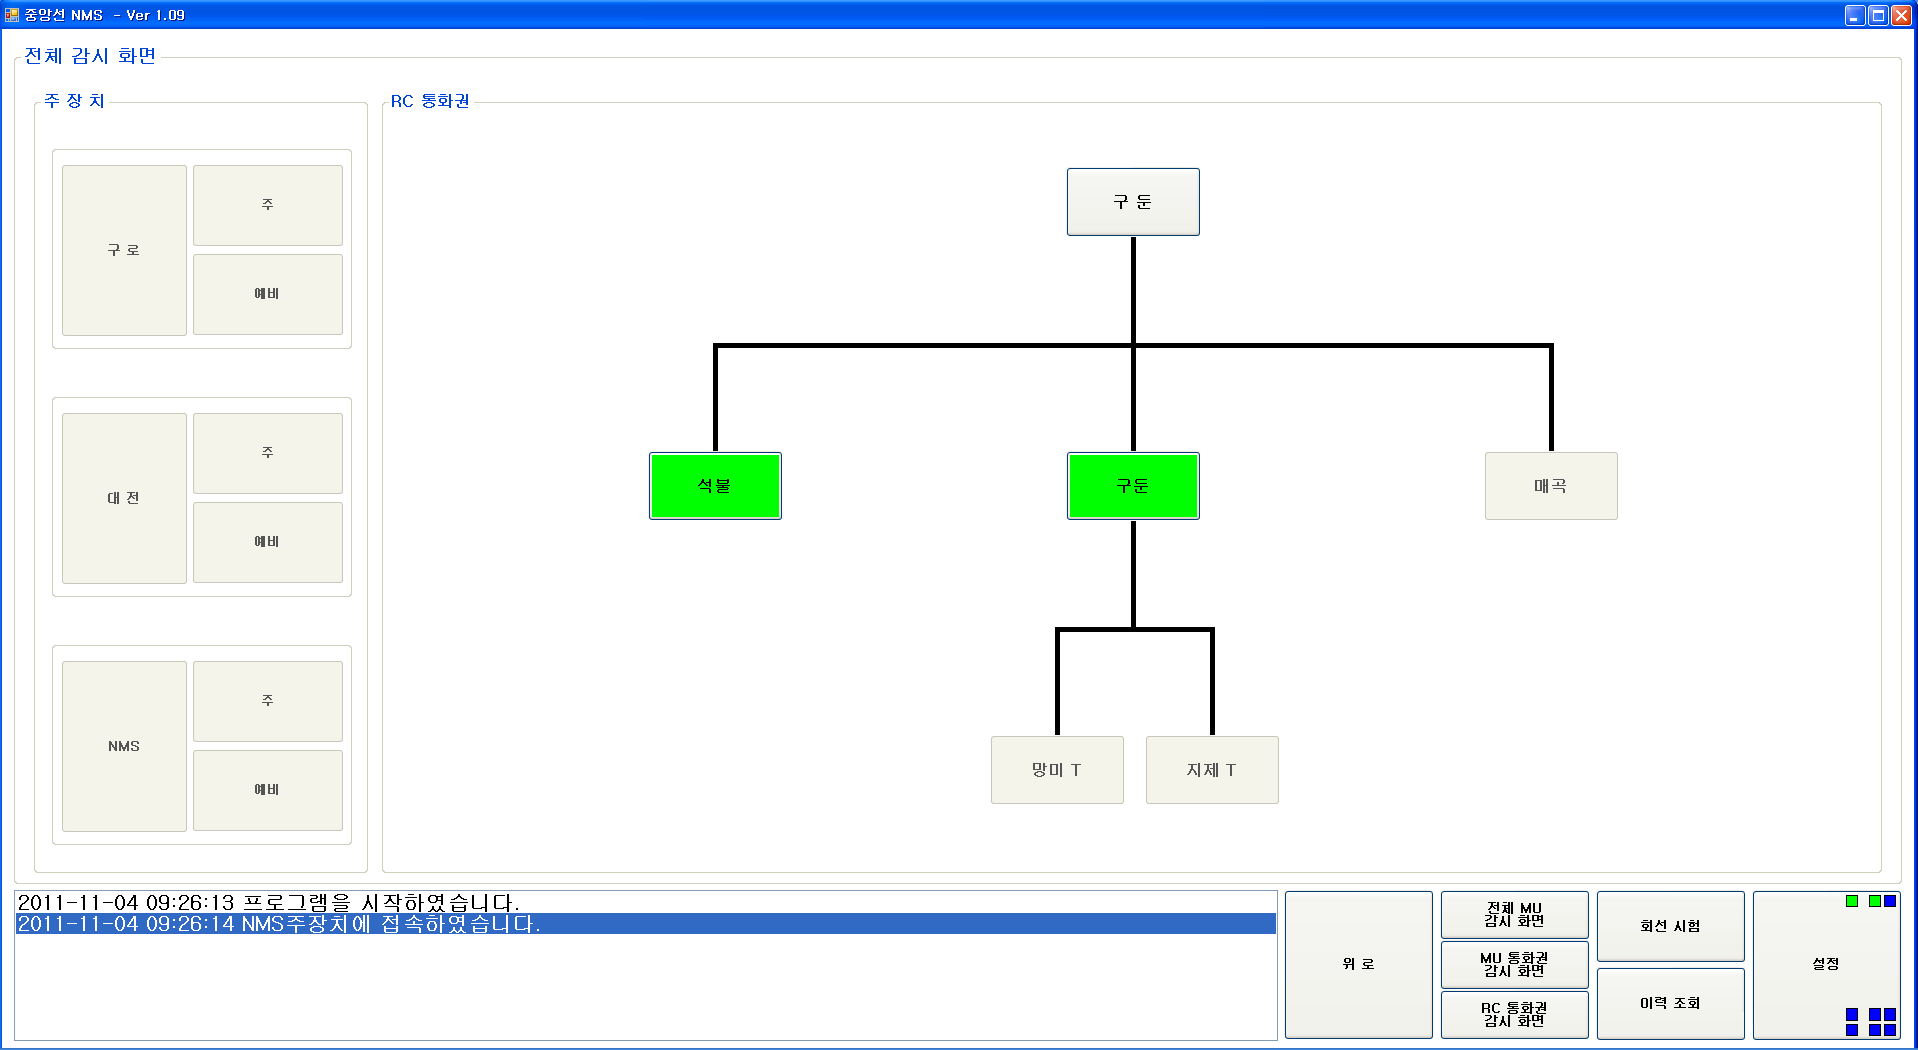 중앙선 NMS - Ver 1.09
전체 감시 화면
주 장 치
구 로
주
예비
대 전
주
예비
NMS
주
예비
RC 통화권
구 둔
석불
구둔
매곡
망미 T
지제 T
2011-11-04 09:26:13 프로그램을 시작하였습니다.
2011-11-04 09:26:14 NMS주장치에 접속하였습니다.
위 로
전체 MU
감시 화면
MU 통화권
감시 화면
RC 통화권
감시 화면
회선 시험
이력 조회
설정